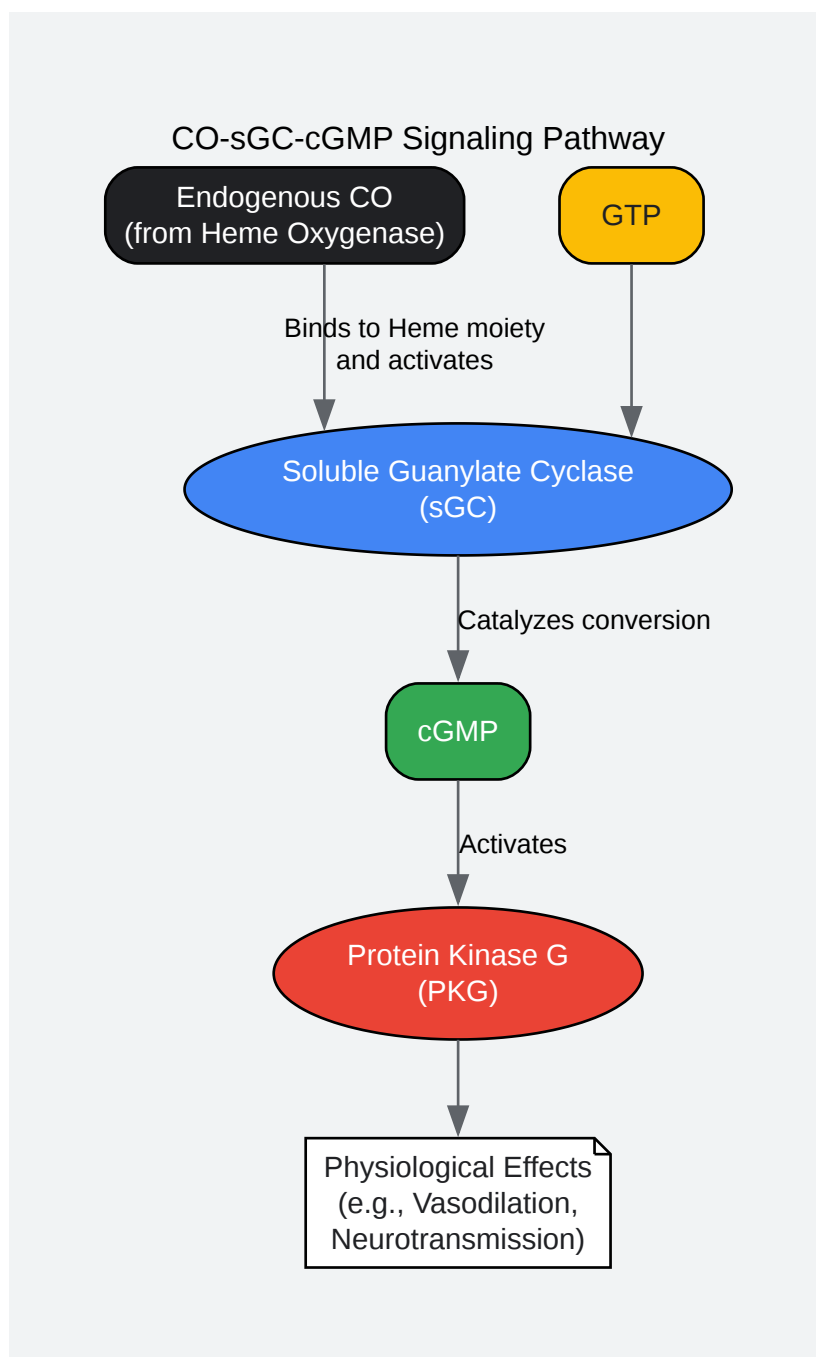 CO-sGC-cGMP Signaling Pathway
Endogenous CO
(from Heme Oxygenase)
GTP
Binds to Heme moiety
and activates
Soluble Guanylate Cyclase
(sGC)
Catalyzes conversion
cGMP
Activates
Protein Kinase G
(PKG)
Physiological Effects
(e.g., Vasodilation,
Neurotransmission)